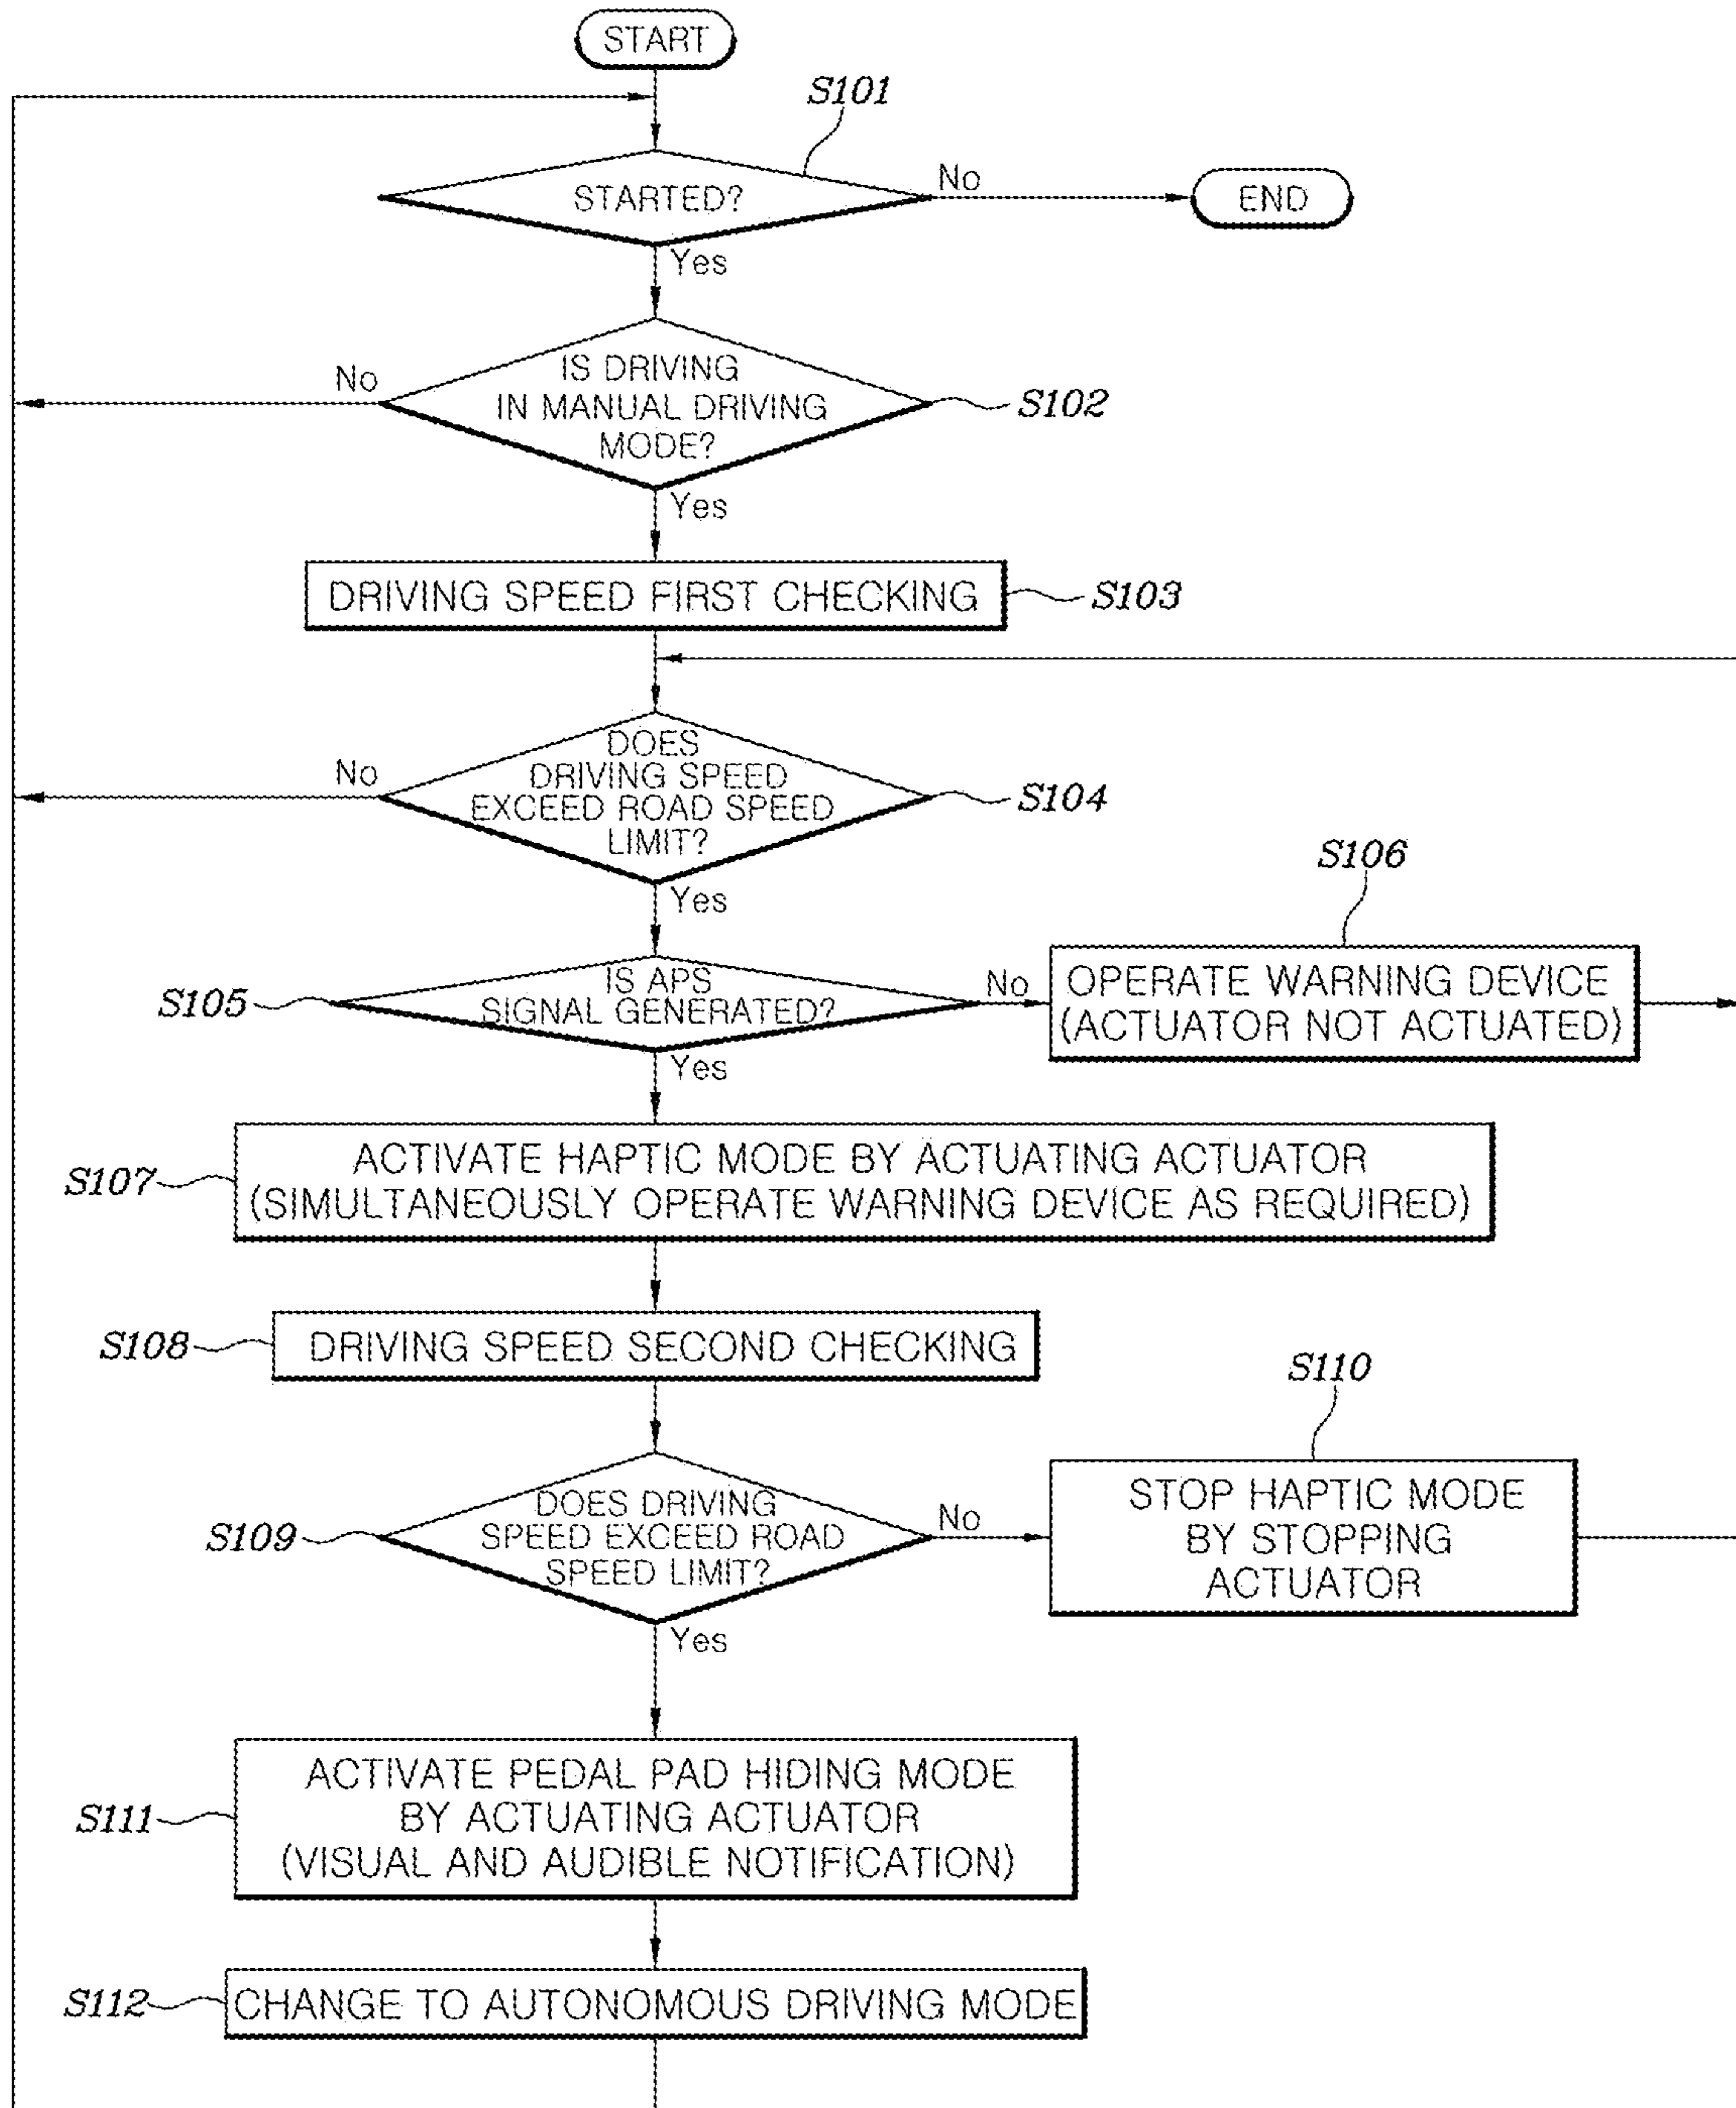 START
S101
STARTED?
No
END
Yes
IS DRIVING
IN MANUAL DRIVING
MODE?
No
S102
Yes
DRIVING SPEED FIRST CHECKING
S103
DOES
DRIVING SPEED
EXCEED ROAD SPEED
LIMIT?
No
S104
Yes
S106
IS APS
SIGNAL GENERATED?
S105
No
OPERATE WARNING DEVICE
(ACTUATOR NOT ACTUATED)
Yes
ACTIVATE HAPTIC MODE BY ACTUATING ACTUATOR
(SIMULTANEOUSLY OPERATE WARNING DEVICE AS REQUIRED)
S107
DRIVING SPEED SECOND CHECKING
S108
S110
DOES DRIVING
SPEED EXCEED ROAD
SPEED LIMIT?
S109
No
STOP HAPTIC MODE
BY STOPPING
ACTUATOR
Yes
ACTIVATE PEDAL PAD HIDING MODE
BY ACTUATING ACTUATOR
(VISUAL AND AUDIBLE NOTIFICATION)
S111
S112
CHANGE TO AUTONOMOUS DRIVING MODE